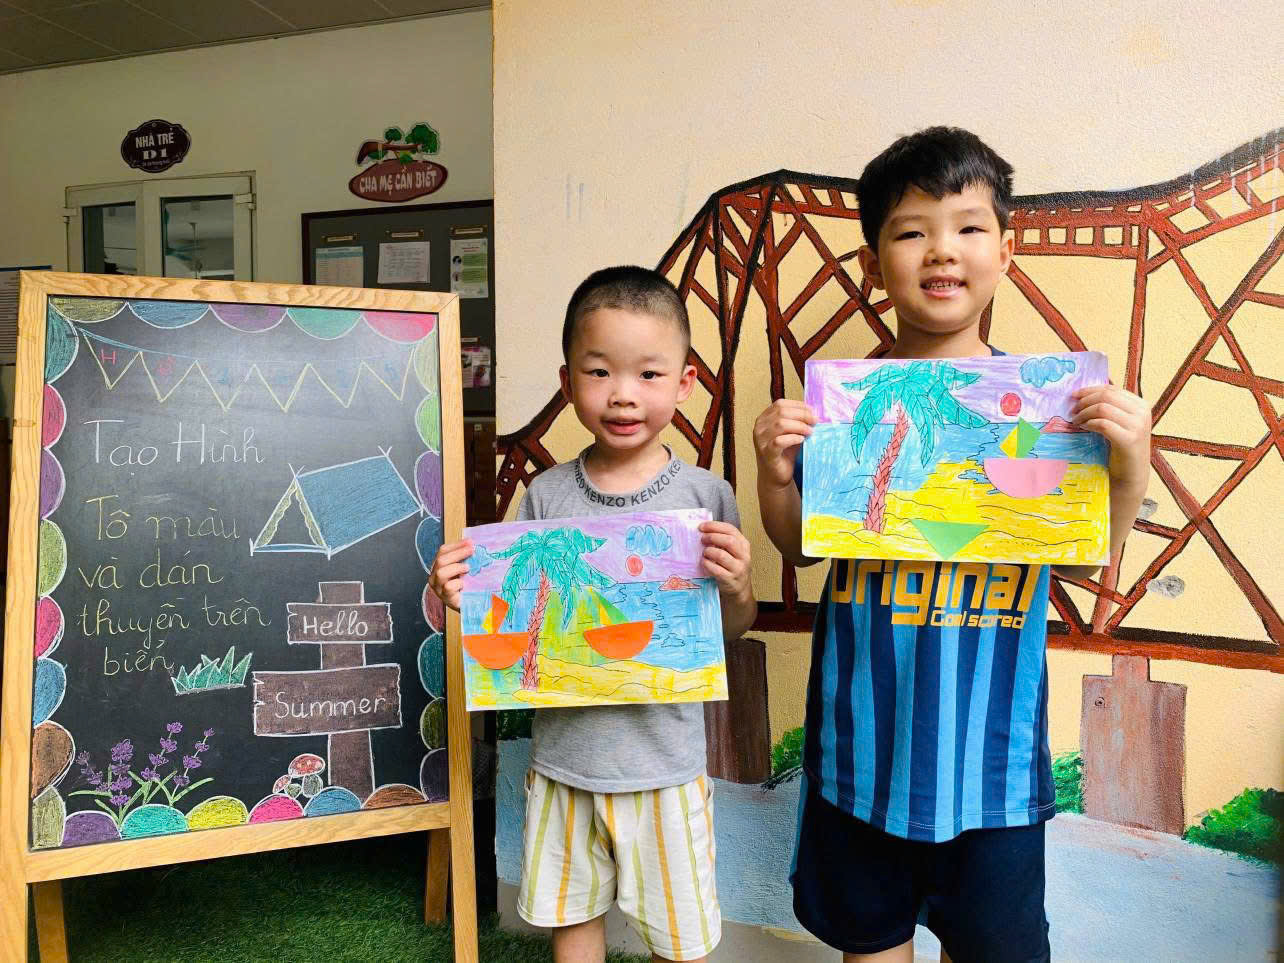 NHÀ TRẺ
D1
CHA MẸ CẦN BIẾT
Tạo Hình
Tô màu
và dán
thuyền trên
biển
Hello
Summer
KENZO KENZO
Original
Goal scored